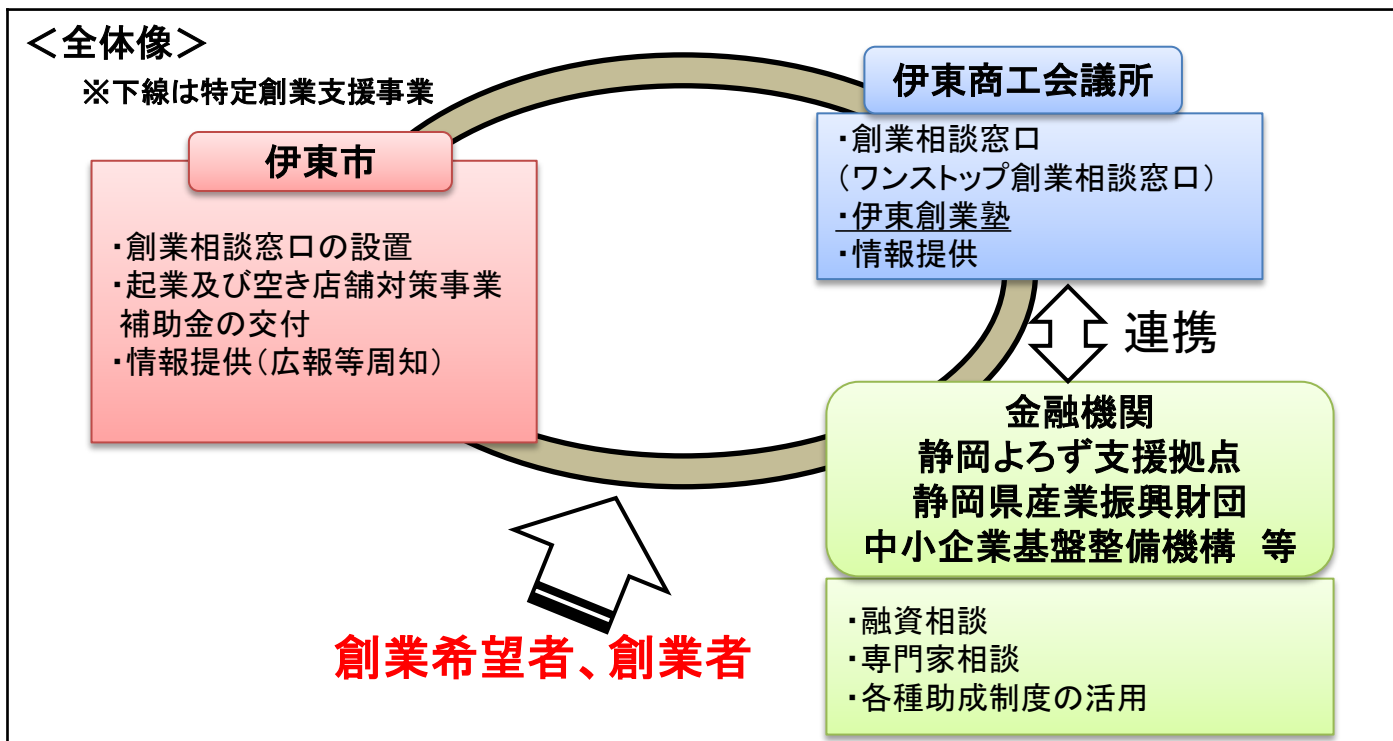 ＜全体像＞
※下線は特定創業支援事業
伊東市
・創業相談窓口の設置
・起業及び空き店舗対策事業
補助金の交付
・情報提供（広報等周知）
伊東商工会議所
・創業相談窓口
（ワンストップ創業相談窓口）
・伊東創業塾
・情報提供
連携
金融機関
静岡よろず支援拠点
静岡県産業振興財団
中小企業基盤整備機構　等
・融資相談
・専門家相談
・各種助成制度の活用
創業希望者、創業者